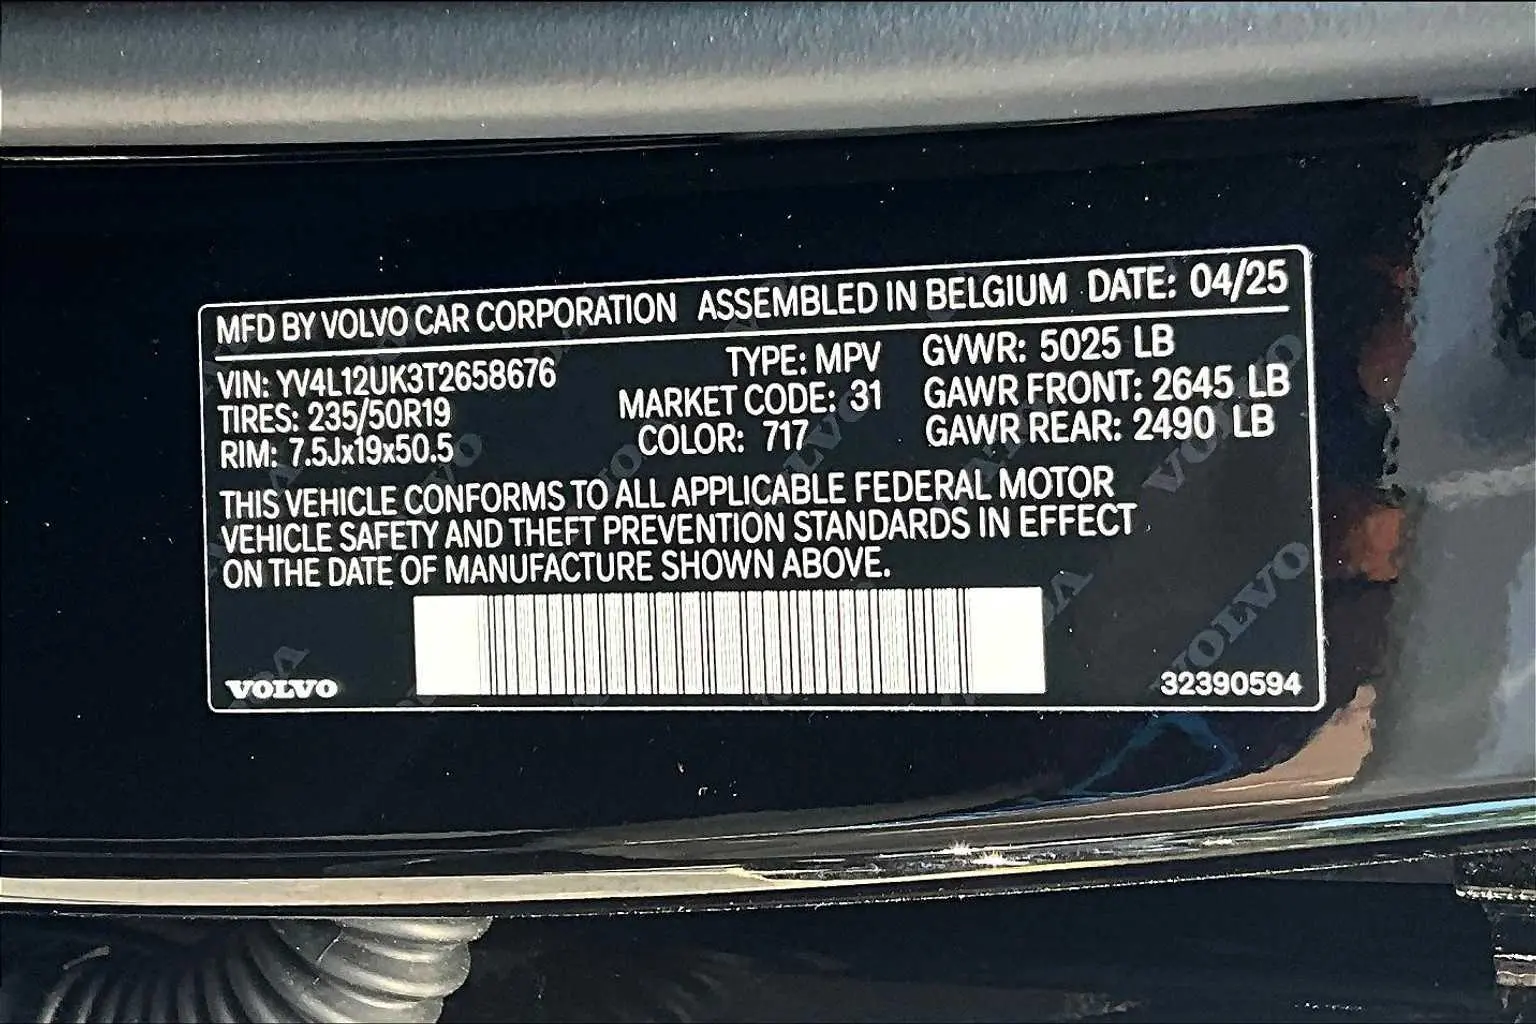 MFD BY VOLVO CAR CORPORATION ASSEMBLED IN BELGIUM DATE: 04/25
VIN: YV4L12UK3T2658676 TYPE: MPV GVWR: 5025 LB
TIRES: 235/50R19 MARKET CODE: 31 GAWR FRONT: 2645 LB
RIM: 7.5Jx19x50.5 COLOR: 717 GAWR REAR: 2490 LB
THIS VEHICLE CONFORMS TO ALL APPLICABLE FEDERAL MOTOR
VEHICLE SAFETY AND THEFT PREVENTION STANDARDS IN EFFECT
ON THE DATE OF MANUFACTURE SHOWN ABOVE.
VOLVO 32390594